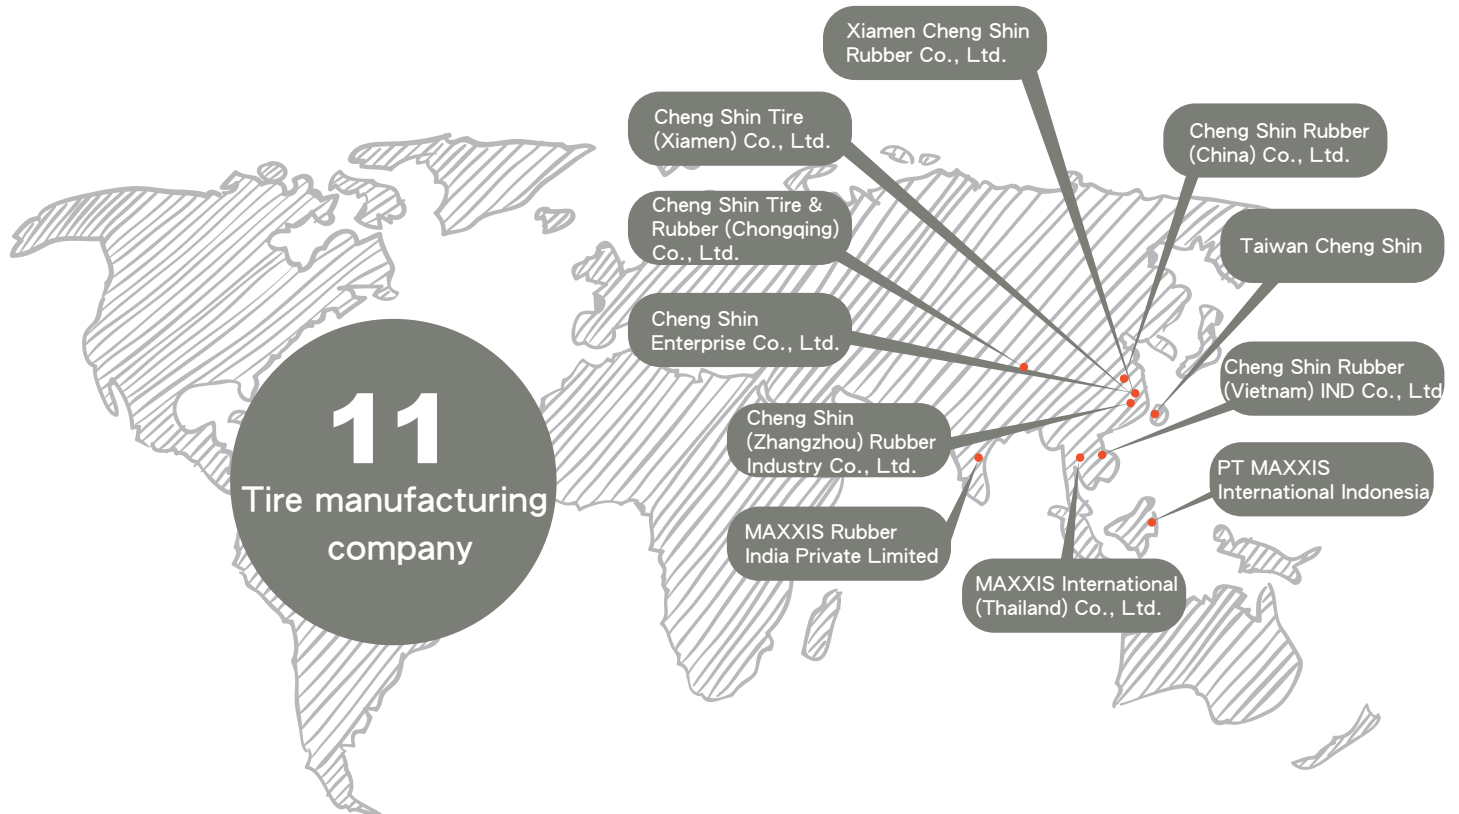 Xiamen Cheng Shin
Rubber Co., Ltd.
Cheng Shin Tire
(Xiamen) Co., Ltd.
Cheng Shin Rubber
(China) Co., Ltd.
Cheng Shin Tire &
Rubber (Chongqing)
Co., Ltd.
Taiwan Cheng Shin
Cheng Shin
Enterprise Co., Ltd.
Cheng Shin Rubber
(Vietnam) IND Co., Ltd
11
Tire manufacturing
company
Cheng Shin
(Zhangzhou) Rubber
Industry Co., Ltd.
PT MAXXIS
International Indonesia
MAXXIS Rubber
India Private Limited
MAXXIS International
(Thailand) Co., Ltd.